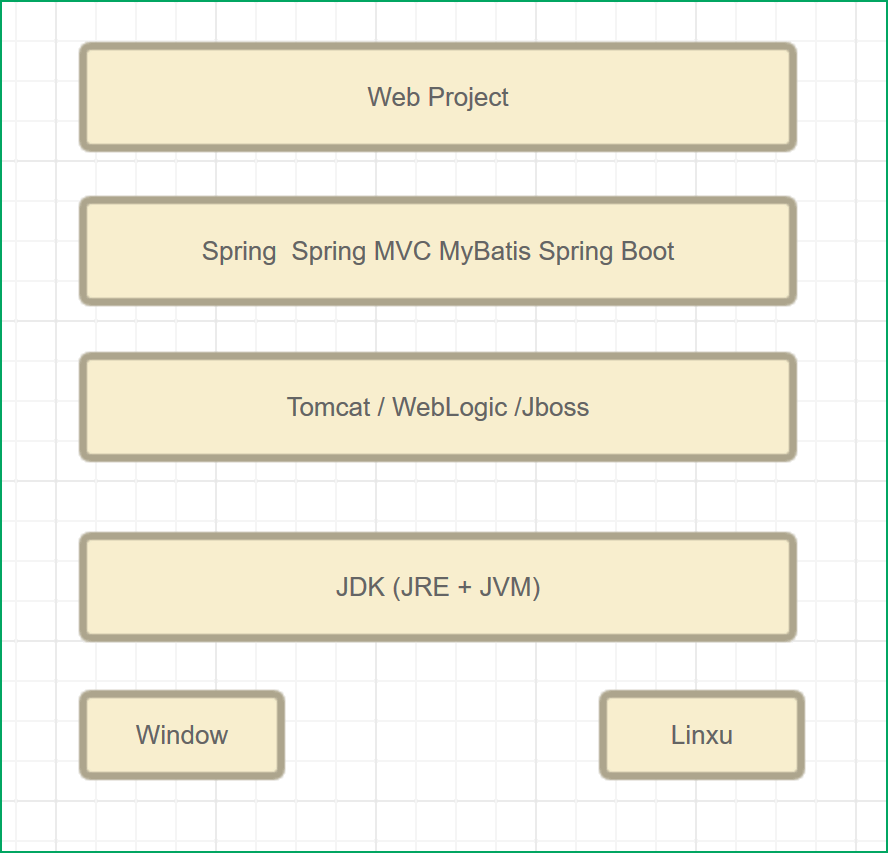 Web Project
Spring  Spring MVC MyBatis Spring Boot
Tomcat / WebLogic /Jboss
JDK (JRE + JVM)
Window
Linxu